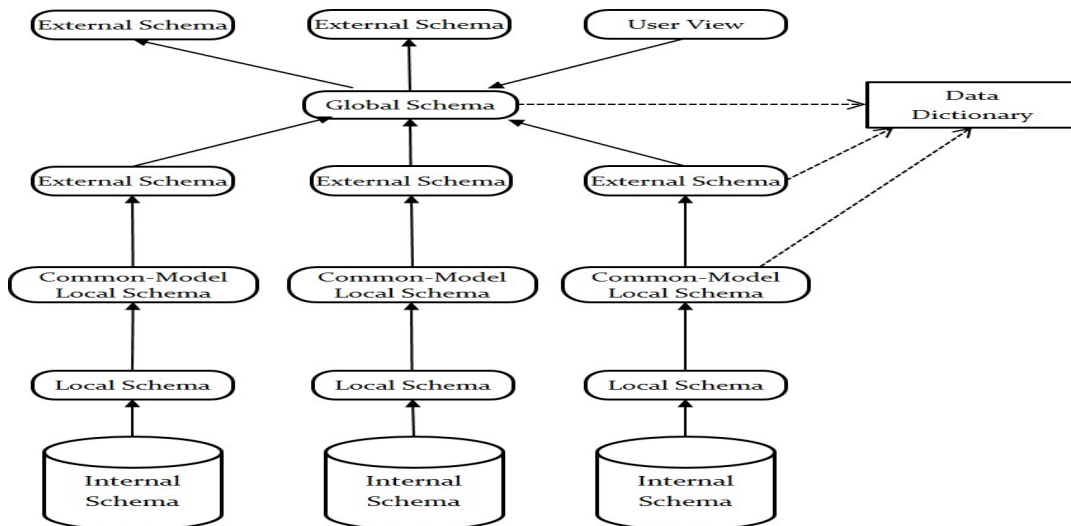 External Schema
External Schema
User View
Global Schema
Data
Dictionary
External Schema
External Schema
External Schema
Common-Model
Local Schema
Common-Model
Local Schema
Common-Model
Local Schema
Local Schema
Local Schema
Local Schema
Internal
Schema
Internal
Schema
Internal
Schema